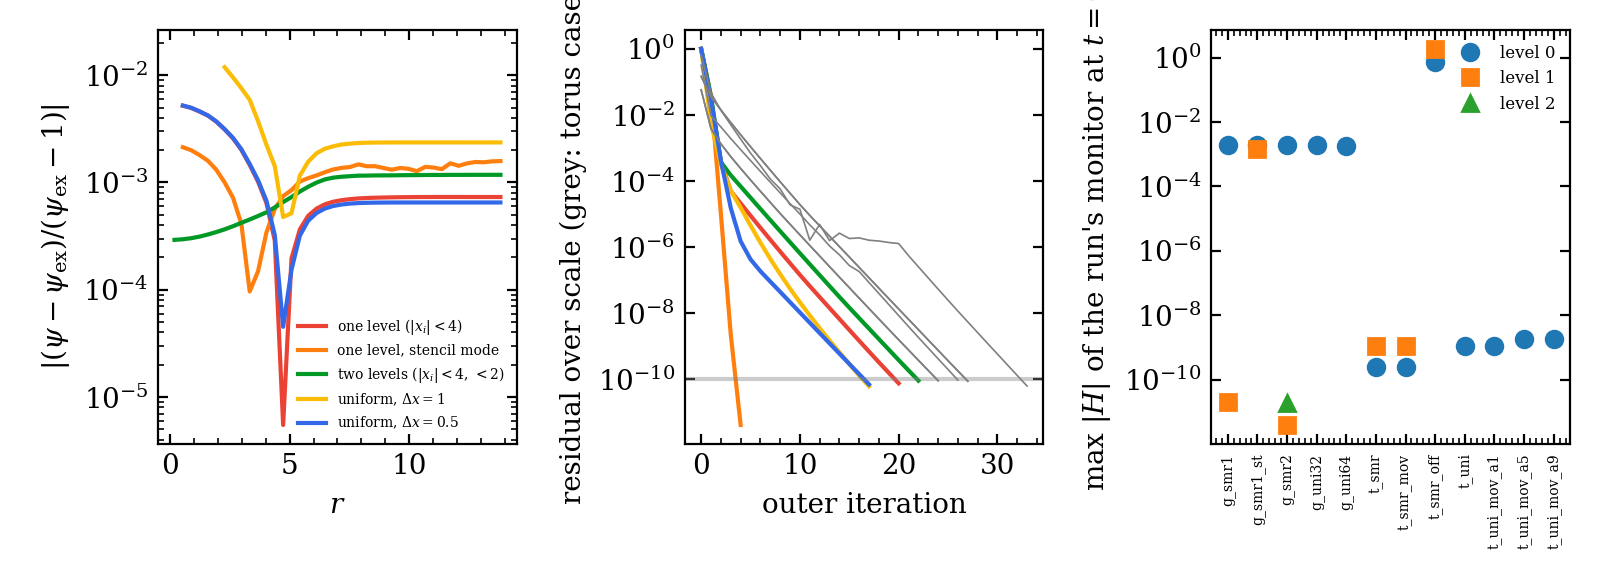 |(ψ − ψ_ex)/(ψ_ex − 1)|
10^−2
10^−3
10^−4
10^−5
0
5
10
r
one level (|x_i| < 4)
one level, stencil mode
two levels (|x_i| < 4, < 2)
uniform, Δx = 1
uniform, Δx = 0.5
residual over scale (grey: torus case
10^0
10^−2
10^−4
10^−6
10^−8
10^−10
0
10
20
30
outer iteration
max |H| of the run's monitor at t =
10^0
10^−2
10^−4
10^−6
10^−8
10^−10
level 0
level 1
level 2
g_smr1
g_smr1_st
g_smr2
g_uni32
g_uni64
t_smr
t_smr_mov
t_smr_off
t_uni
t_uni_mov_a1
t_uni_mov_a5
t_uni_mov_a9